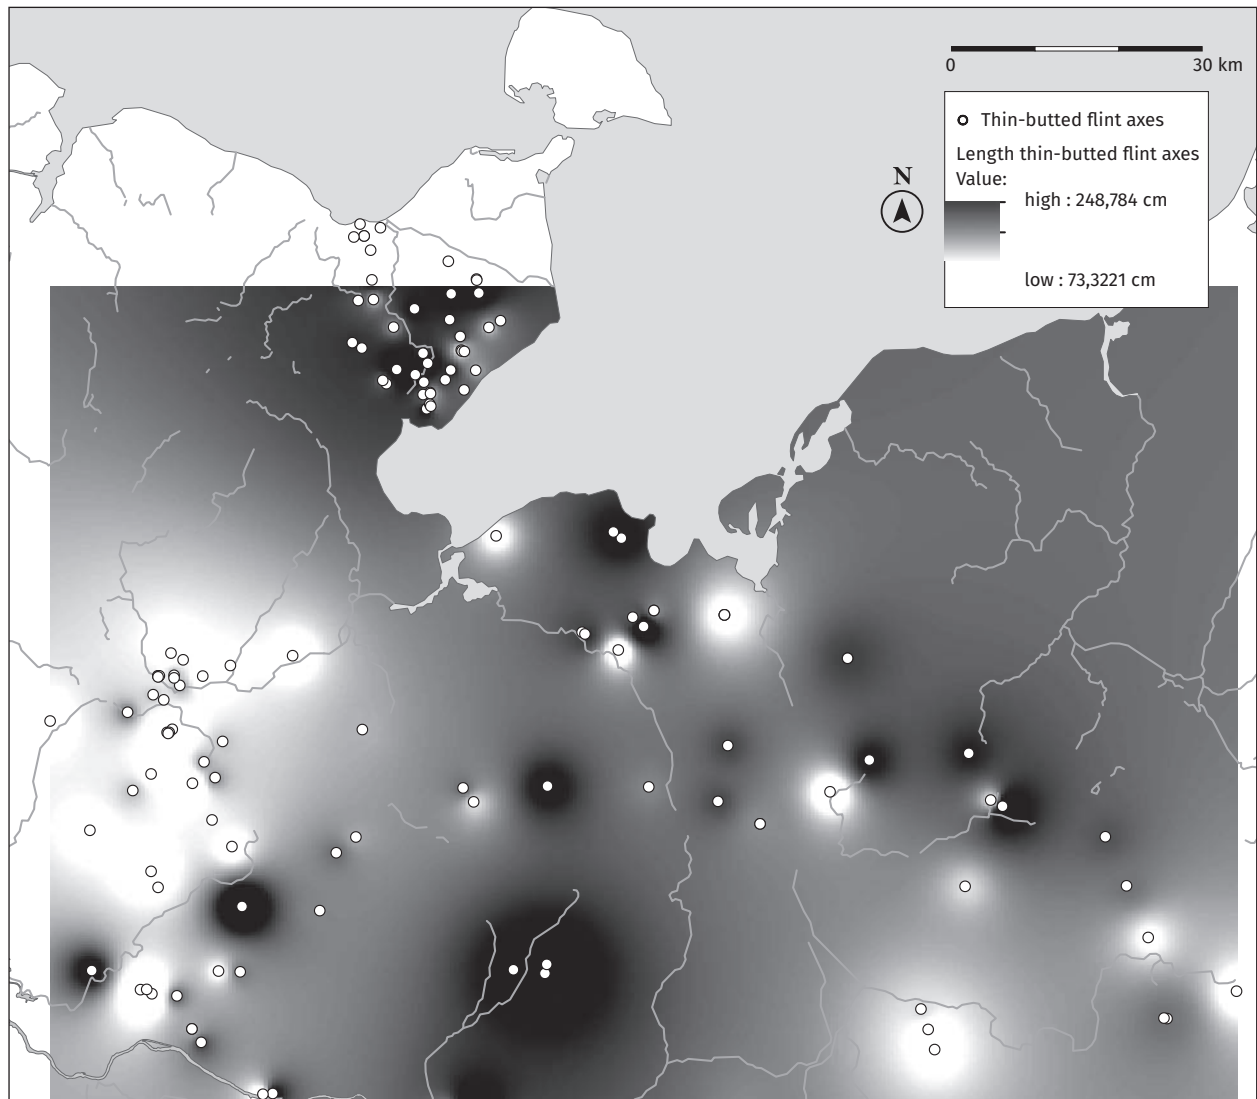 0 30 km
Thin-butted flint axes
Length thin-butted flint axes
Value:
high : 248,784 cm
low : 73,3221 cm
N